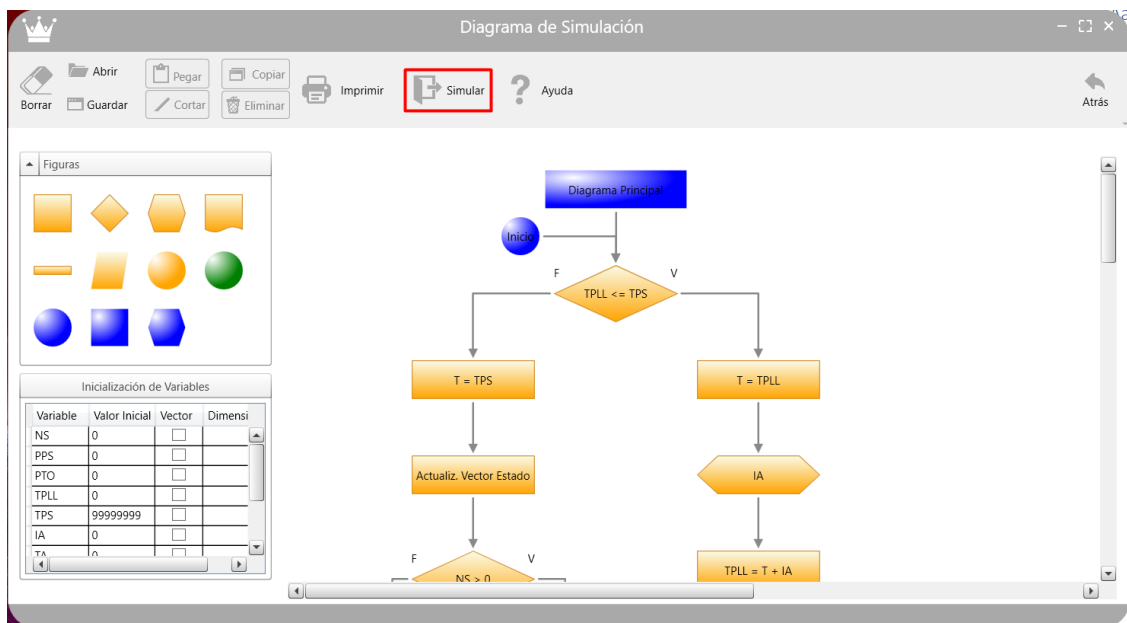 Diagrama de Simulación
Borrar
Abrir
Guardar
Pegar
Cortar
Copiar
Eliminar
Imprimir
Simular
? Ayuda
Atrás
Figuras
Inicialización de Variables
Variable Valor Inicial Vector Dimensi
NS 0
PPS 0
PTO 0
TPLL 0
TPS 99999999
IA 0
TA 0
Diagrama Principal
Inicio
F V
TPLL <= TPS
T = TPS
T = TPLL
Actualiz. Vector Estado
IA
F V
NS > 0
TPLL = T + IA